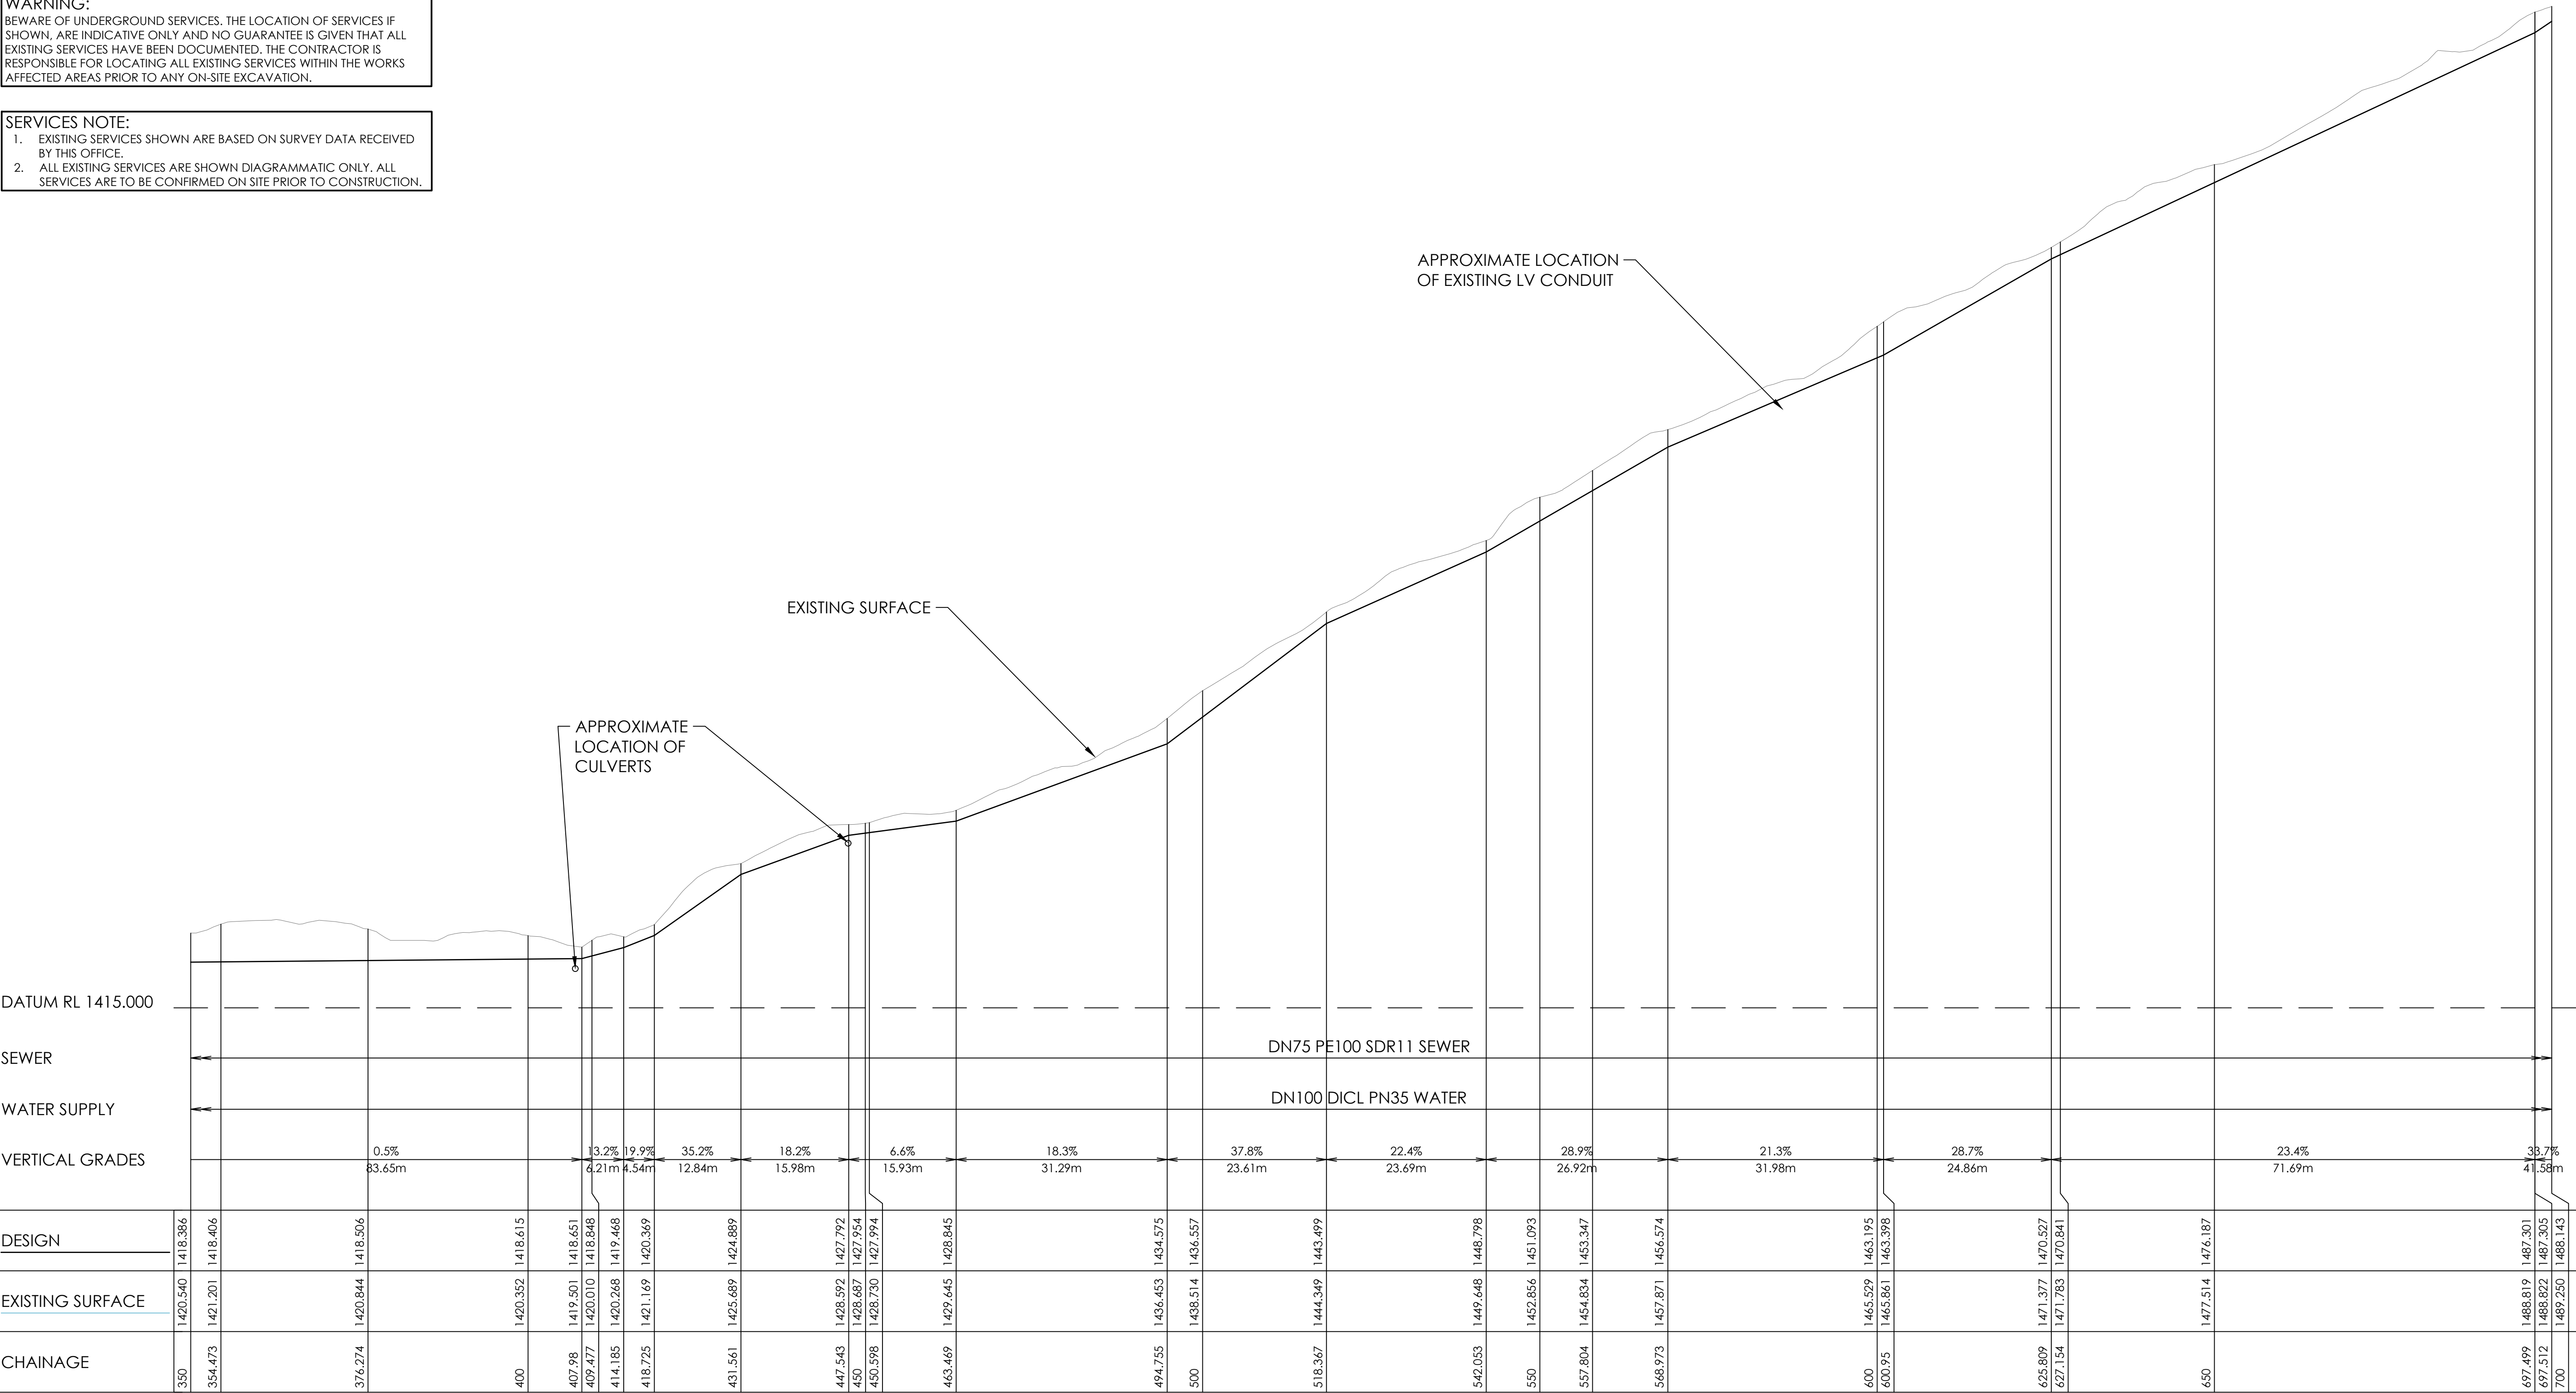 WARNING:
BEWARE OF UNDERGROUND SERVICES. THE LOCATION OF SERVICES IF
SHOWN, ARE INDICATIVE ONLY AND NO GUARANTEE IS GIVEN THAT ALL
EXISTING SERVICES HAVE BEEN DOCUMENTED. THE CONTRACTOR IS
RESPONSIBLE FOR LOCATING ALL EXISTING SERVICES WITHIN THE WORKS
AFFECTED AREAS PRIOR TO ANY ON-SITE EXCAVATION.
SERVICES NOTE:
1. EXISTING SERVICES SHOWN ARE BASED ON SURVEY DATA RECEIVED
BY THIS OFFICE.
2. ALL EXISTING SERVICES ARE SHOWN DIAGRAMMATIC ONLY. ALL
SERVICES ARE TO BE CONFIRMED ON SITE PRIOR TO CONSTRUCTION.
APPROXIMATE LOCATION
OF EXISTING LV CONDUIT
EXISTING SURFACE
APPROXIMATE
LOCATION OF
CULVERTS
DATUM RL 1415.000
SEWER
DN75 PE100 SDR11 SEWER
WATER SUPPLY
DN100 DICL PN35 WATER
VERTICAL GRADES
0.5% 13.2% 19.9% 35.2% 18.2% 6.6% 18.3% 37.8% 22.4% 28.9% 21.3% 28.7% 23.4% 33.7%
83.65m 6.21m 4.54m 12.84m 15.98m 15.93m 31.29m 23.61m 23.69m 26.92m 31.98m 24.86m 71.69m 41.58m
DESIGN 1418.386 1418.406 1418.506 1418.615 1418.651 1418.848 1419.468 1420.369 1424.889 1427.792 1427.954 1427.994 1428.845 1434.575 1436.557 1443.499 1448.798 1451.093 1453.347 1456.574 1463.195 1463.398 1470.527 1470.841 1476.187 1487.301 1487.305 1488.143
EXISTING SURFACE 1420.540 1421.201 1420.844 1420.352 1419.501 1420.010 1420.268 1421.169 1425.689 1428.592 1428.687 1428.730 1429.645 1436.453 1438.514 1444.349 1449.648 1452.856 1454.834 1457.871 1465.529 1465.861 1471.377 1471.783 1477.514 1488.819 1488.822 1489.250
CHAINAGE 350 354.473 376.274 400 407.98 409.477 414.185 418.725 431.561 447.543 450 450.598 463.469 494.755 500 518.367 542.053 550 557.804 568.973 600 600.95 625.809 627.154 650 697.499 697.512 700